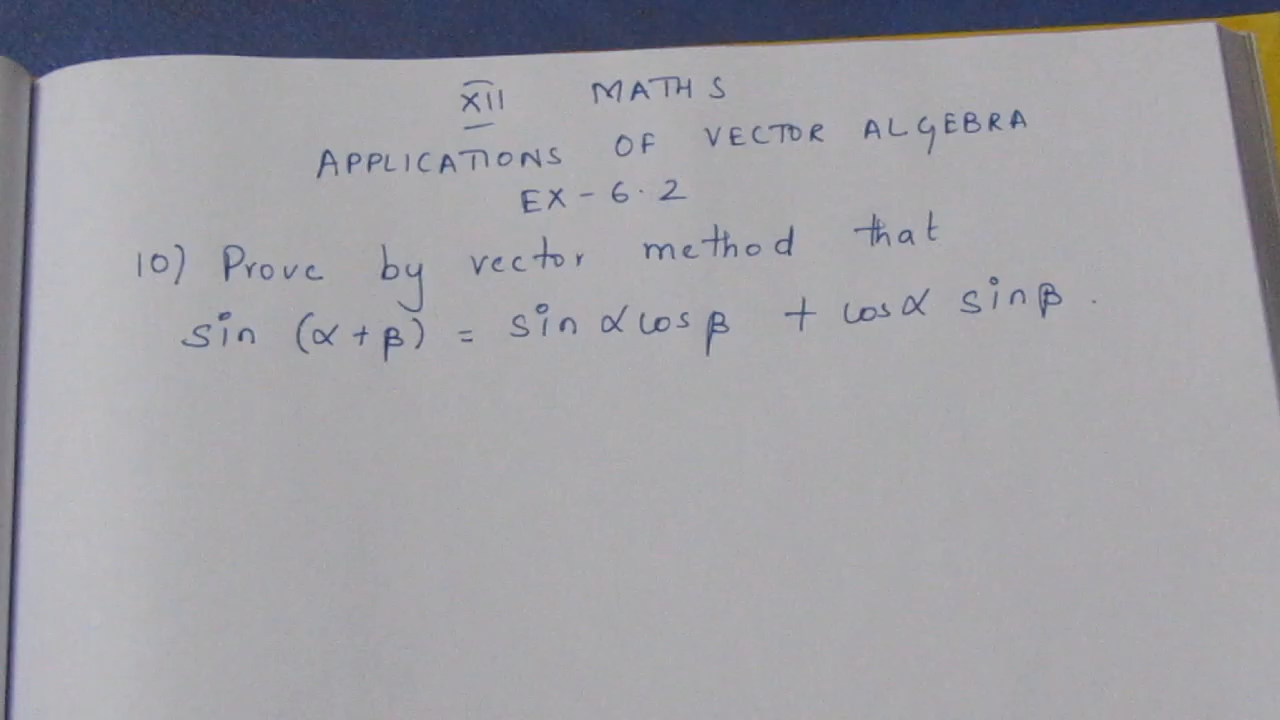 XII MATHS
APPLICATIONS OF VECTOR ALGEBRA
EX - 6.2
10) Prove by vector method that
sin (α + β) = sin α cos β + cos α sin β.